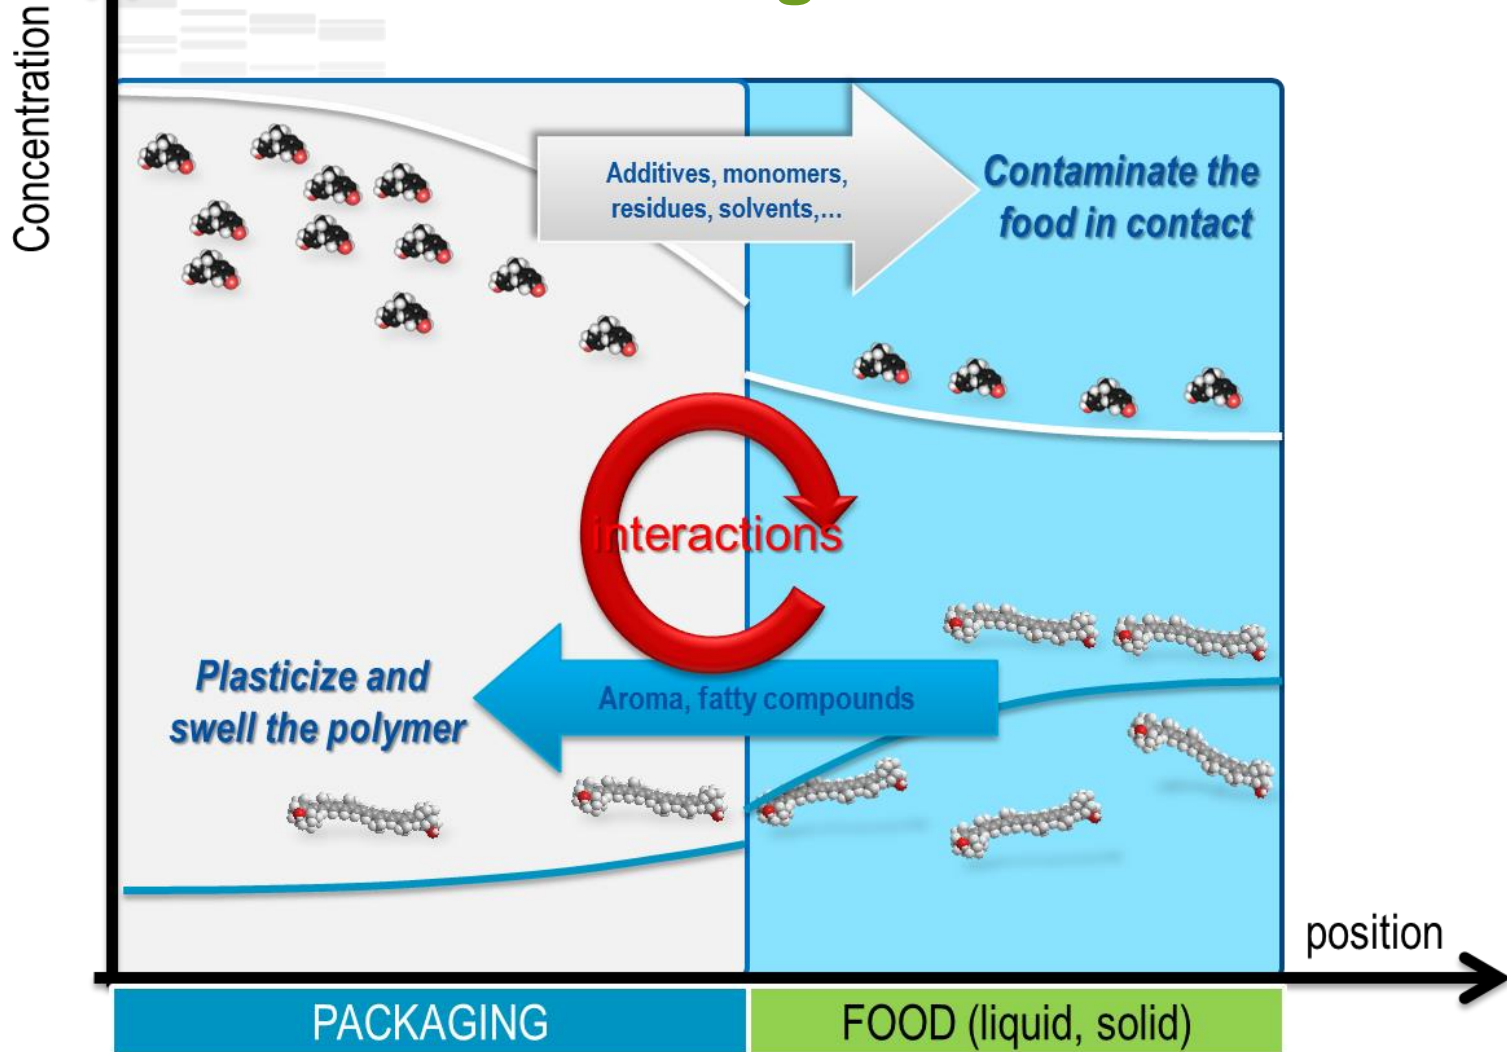 Concentration
Additives, monomers,
residues, solvents,...
Contaminate the
food in contact
interactions
Plasticize and
swell the polymer
Aroma, fatty compounds
position
PACKAGING
FOOD (liquid, solid)